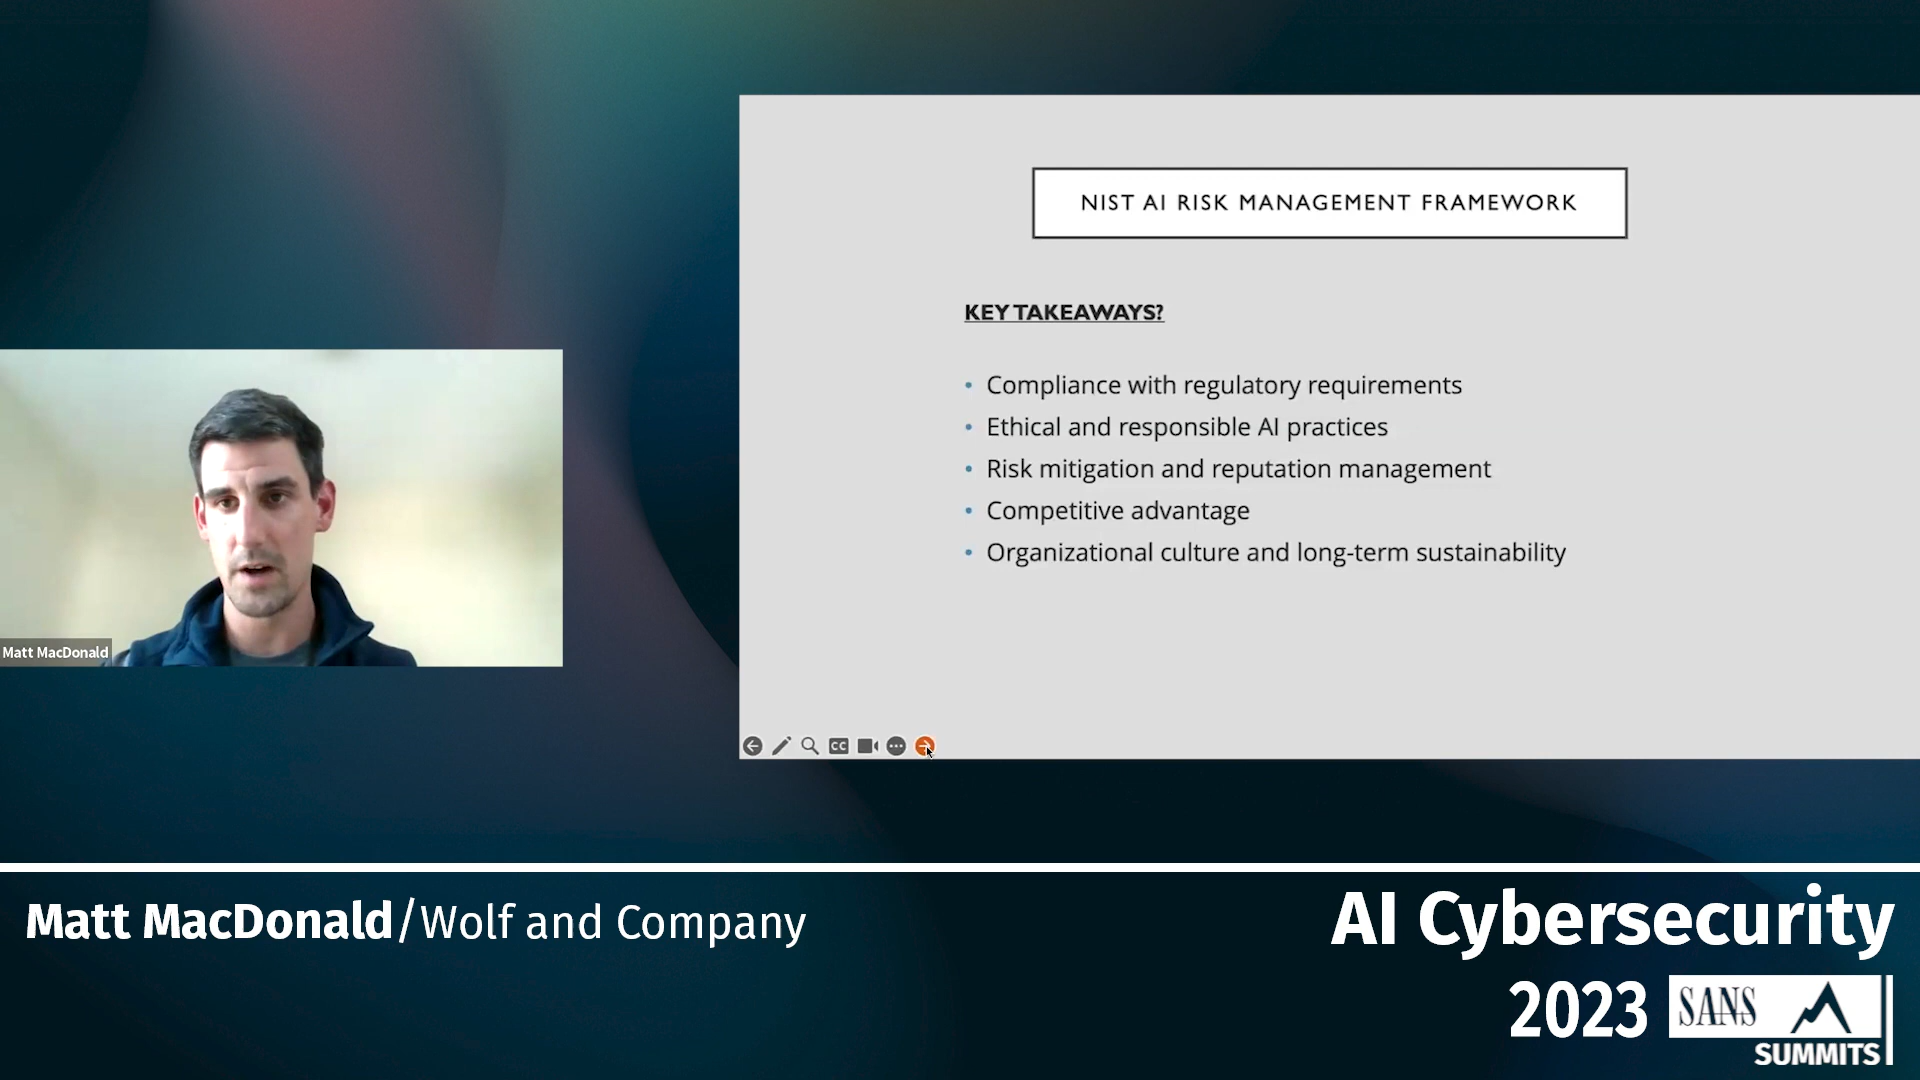 NIST AI RISK MANAGEMENT FRAMEWORK
KEY TAKEAWAYS?
• Compliance with regulatory requirements
• Ethical and responsible AI practices
• Risk mitigation and reputation management
• Competitive advantage
• Organizational culture and long-term sustainability
Matt MacDonald
CC
Matt MacDonald/Wolf and Company
AI Cybersecurity
2023
SANS
SUMMITS